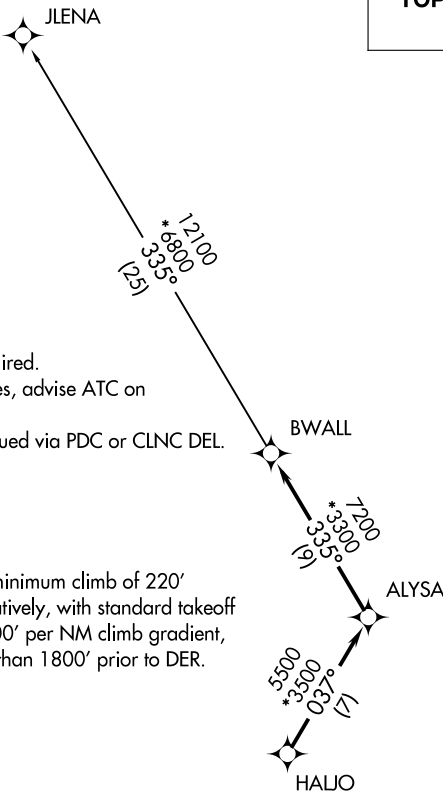 TOP
JLENA
12100
*6800
335°
(25)
ired.
es, advise ATC on
ued via PDC or CLNC DEL.
BWALL
7200
*3300
335°
(9)
minimum climb of 220'
atively, with standard takeoff
00' per NM climb gradient,
than 1800' prior to DER.
ALYSA
5500
*3500
037°
(7)
HALJO